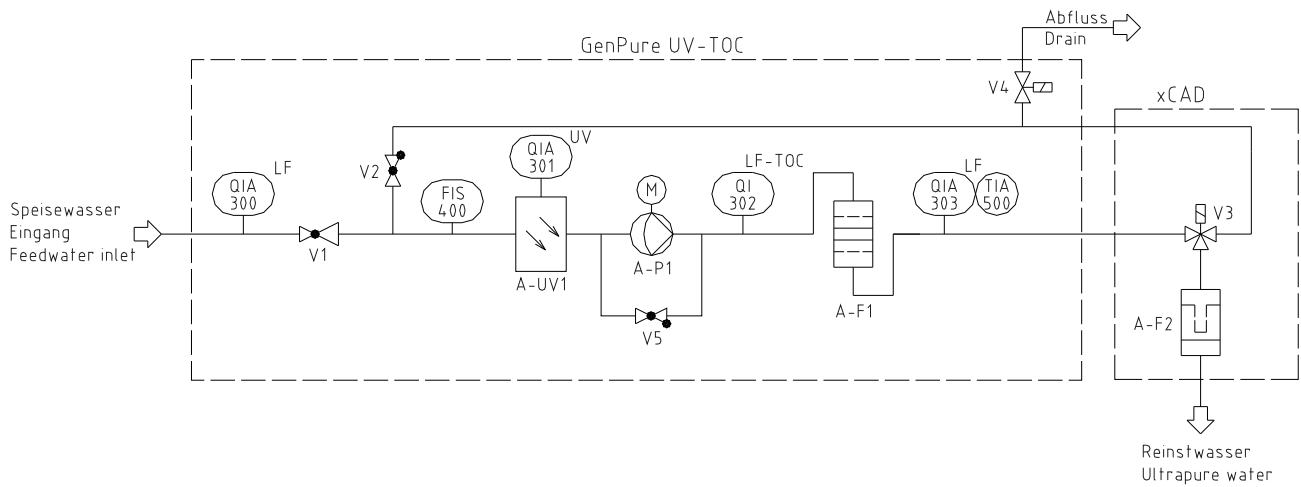 Abfluss
Drain
GenPure UV-TOC
V4
xCAD
UV
QIA
301
LF
V2
LF-TOC
LF
QIA
300
FIS
400
M
QI
302
QIA
303
TIA
500
Speisewasser
Eingang
Feedwater inlet
V3
V1
A-UV1
A-P1
A-F1
V5
A-F2
Reinstwasser
Ultrapure water